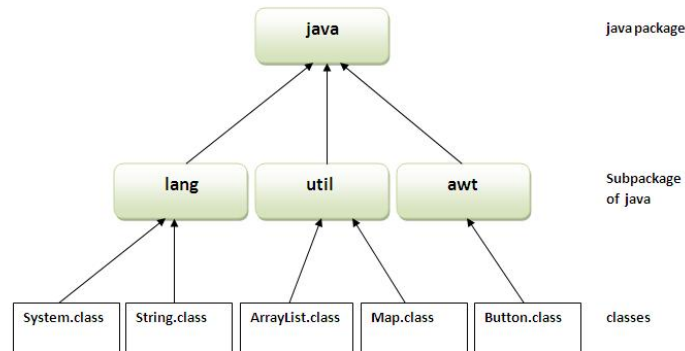 java
java package
lang
util
awt
Subpackage
of java
System.class
String.class
ArrayList.class
Map.class
Button.class
classes